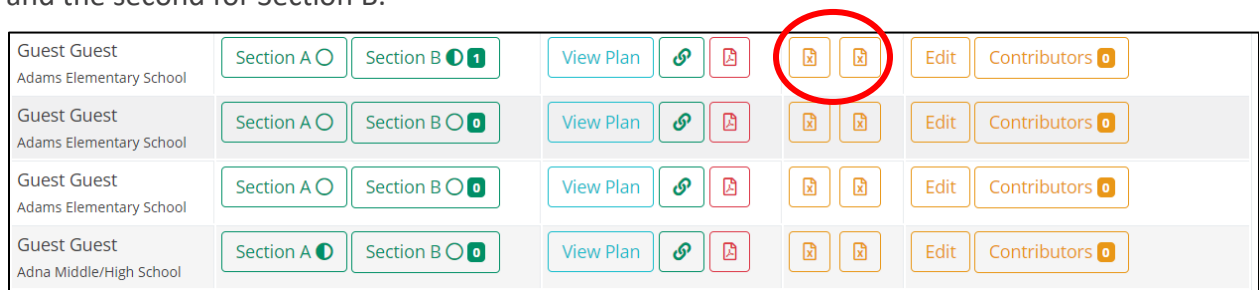 and the second for Section B.
Guest Guest
Adams Elementary School
Section A Section B 1 View Plan Edit Contributors 0
Guest Guest
Adams Elementary School
Section A Section B 0 View Plan Edit Contributors 0
Guest Guest
Adams Elementary School
Section A Section B 0 View Plan Edit Contributors 0
Guest Guest
Adna Middle/High School
Section A Section B 0 View Plan Edit Contributors 0